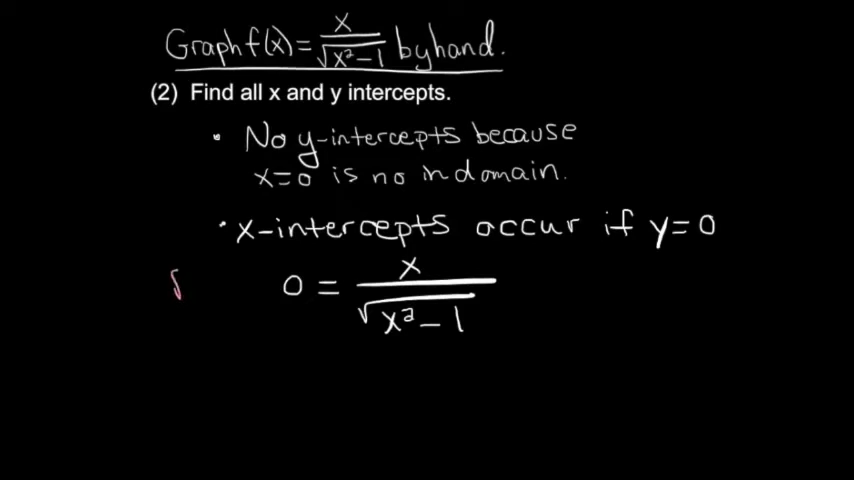 Graph f(x) = x/√(x²-1) by hand.
(2) Find all x and y intercepts.
• No y-intercepts because
x=0 is no in domain.
• x-intercepts occur if y=0
√ 0 = x/√(x²-1)